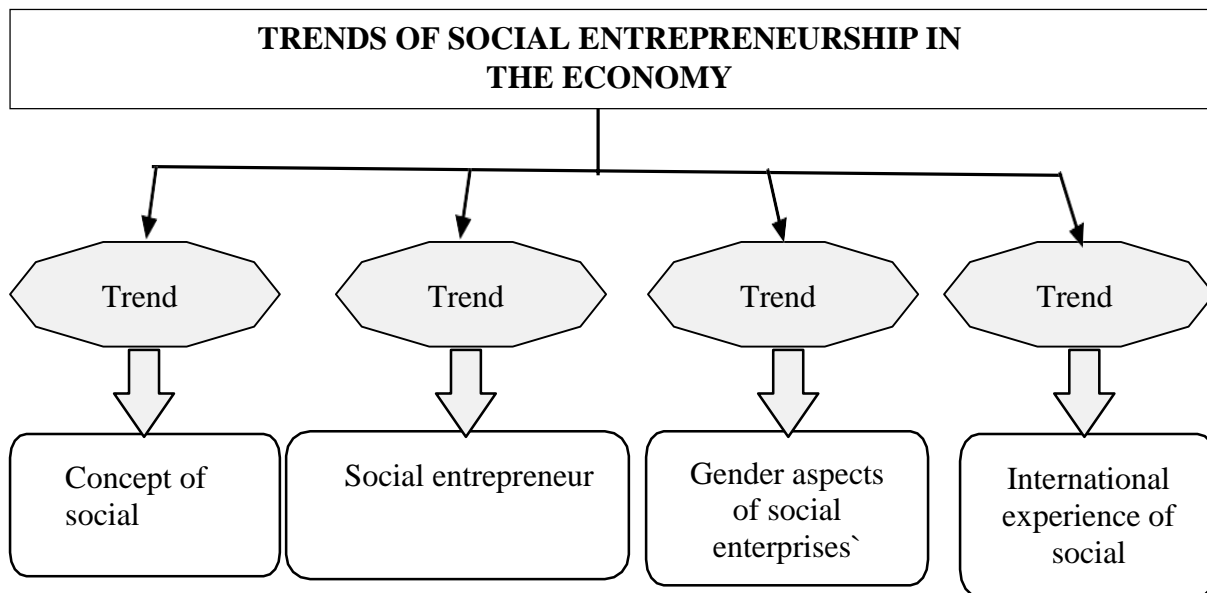 TRENDS OF SOCIAL ENTREPRENEURSHIP IN
THE ECONOMY
Trend
Trend
Trend
Trend
Concept of
social
Social entrepreneur
Gender aspects
of social
enterprises`
International
experience of
social